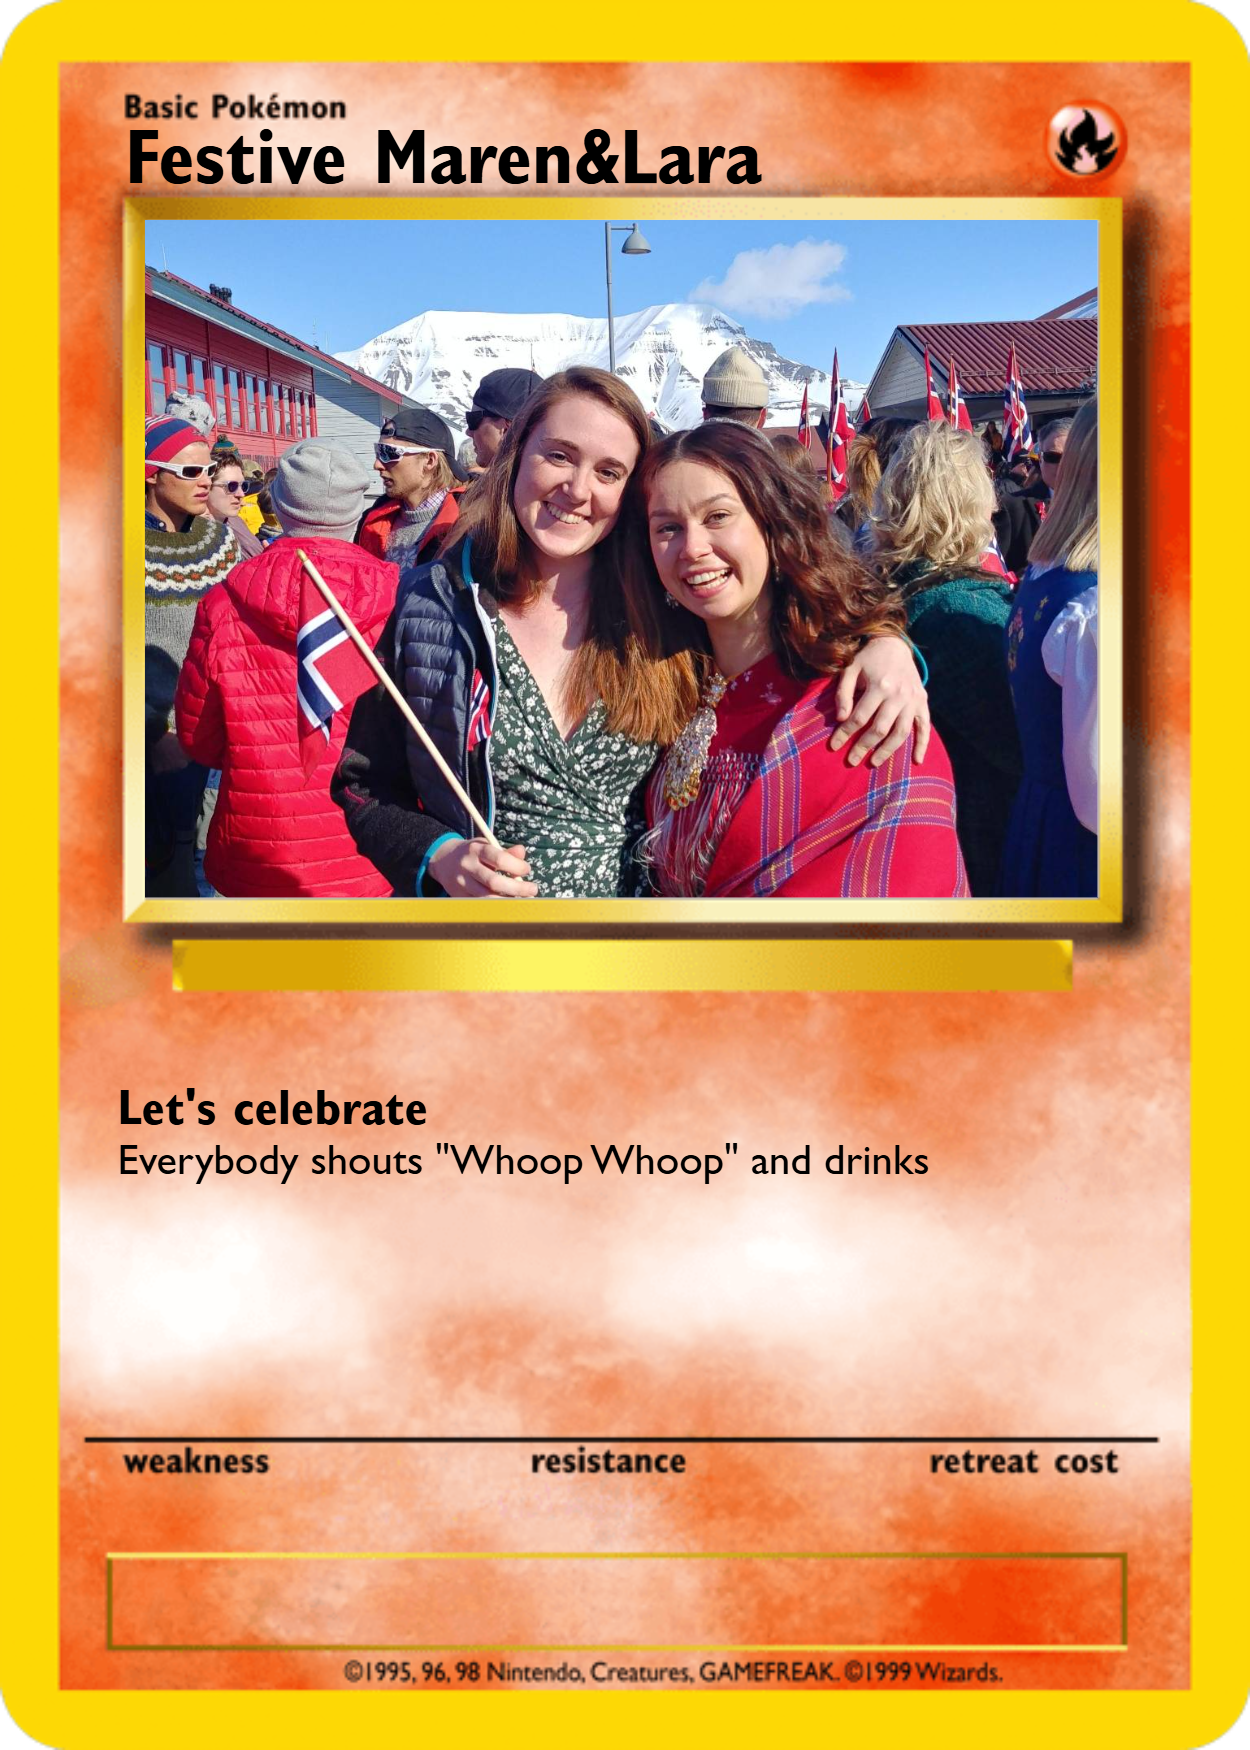 Basic Pokémon
Festive Maren&Lara
Let's celebrate
Everybody shouts "Whoop Whoop" and drinks
weakness resistance retreat cost
©1995, 96, 98 Nintendo, Creatures, GAMEFREAK. ©1999 Wizards.